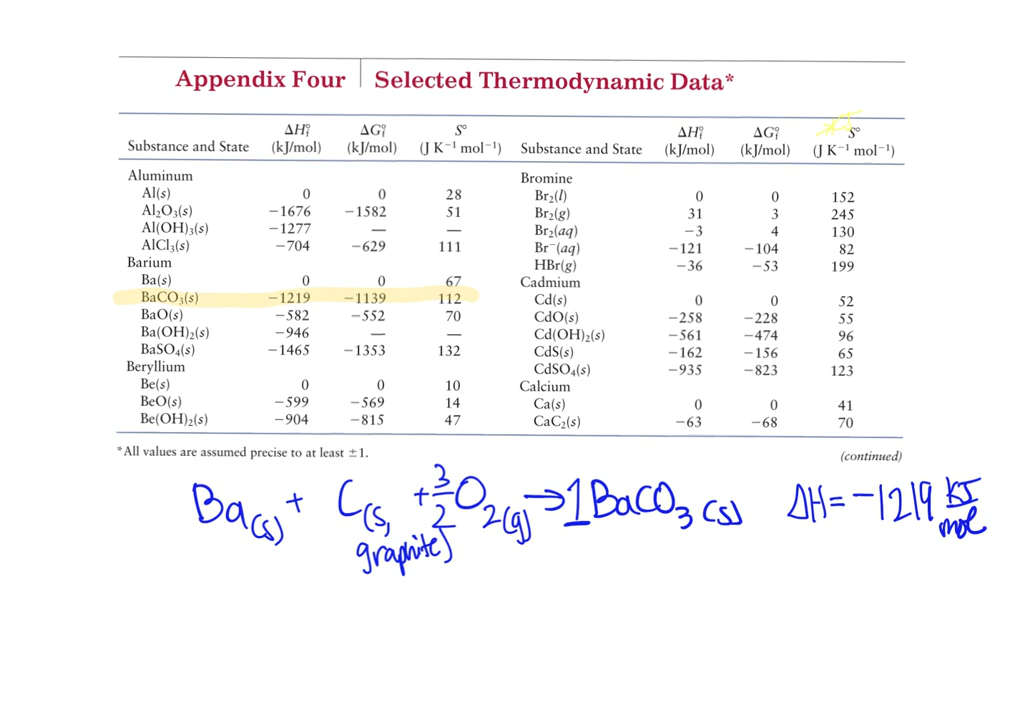 Appendix Four | Selected Thermodynamic Data*
ΔH°f ΔG°f S° ΔH°f ΔG°f S°
Substance and State (kJ/mol) (kJ/mol) (J K⁻¹ mol⁻¹) Substance and State (kJ/mol) (kJ/mol) (J K⁻¹ mol⁻¹)
Aluminum Bromine
Al(s) 0 0 28 Br₂(l) 0 0 152
Al₂O₃(s) −1676 −1582 51 Br₂(g) 31 3 245
Al(OH)₃(s) −1277 — — Br₂(aq) −3 4 130
AlCl₃(s) −704 −629 111 Br⁻(aq) −121 −104 82
Barium HBr(g) −36 −53 199
Ba(s) 0 0 67 Cadmium
BaCO₃(s) −1219 −1139 112 Cd(s) 0 0 52
BaO(s) −582 −552 70 CdO(s) −258 −228 55
Ba(OH)₂(s) −946 — — Cd(OH)₂(s) −561 −474 96
BaSO₄(s) −1465 −1353 132 CdS(s) −162 −156 65
Beryllium CdSO₄(s) −935 −823 123
Be(s) 0 0 10 Calcium
BeO(s) −599 −569 14 Ca(s) 0 0 41
Be(OH)₂(s) −904 −815 47 CaC₂(s) −63 −68 70
*All values are assumed precise to at least ±1. (continued)
Ba(s) + C(s, graphite) + 3/2 O₂(g) → 1 BaCO₃(s) ΔH = −1219 kJ/mol